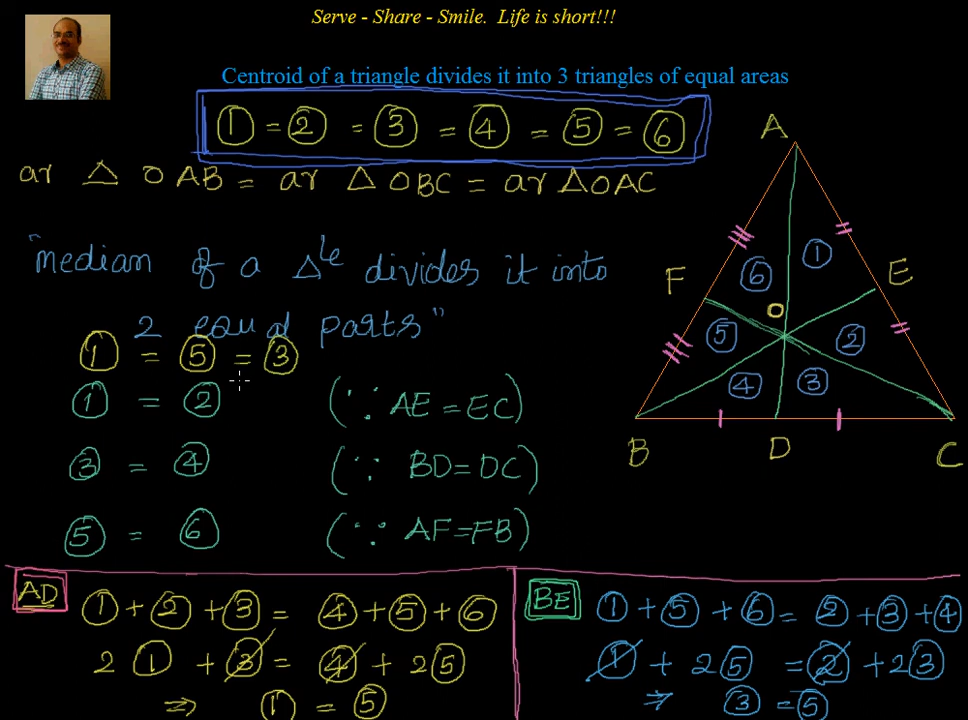 Serve - Share - Smile. Life is short!!!
Centroid of a triangle divides it into 3 triangles of equal areas
① = ② = ③ = ④ = ⑤ = ⑥
ar △ OAB = ar △ OBC = ar △ OAC
"median of a △le divides it into
2 equal parts"
① = ⑤ = ③
① = ② (∵ AE = EC)
③ = ④ (∵ BD = DC)
⑤ = ⑥ (∵ AF = FB)
A
F
E
O
B
D
C
①
⑥
⑤
②
④
③
AD ① + ② + ③ = ④ + ⑤ + ⑥
2 ① + ③ = ④ + 2 ⑤
⇒ ① = ⑤
BE ① + ⑤ + ⑥ = ② + ③ + ④
① + 2 ⑤ = ② + 2 ③
⇒ ③ = ⑤